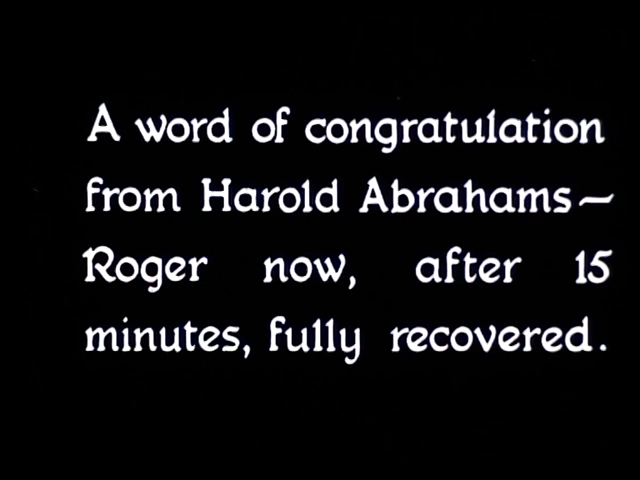 A word of congratulation
from Harold Abrahams—
Roger now, after 15
minutes, fully recovered.